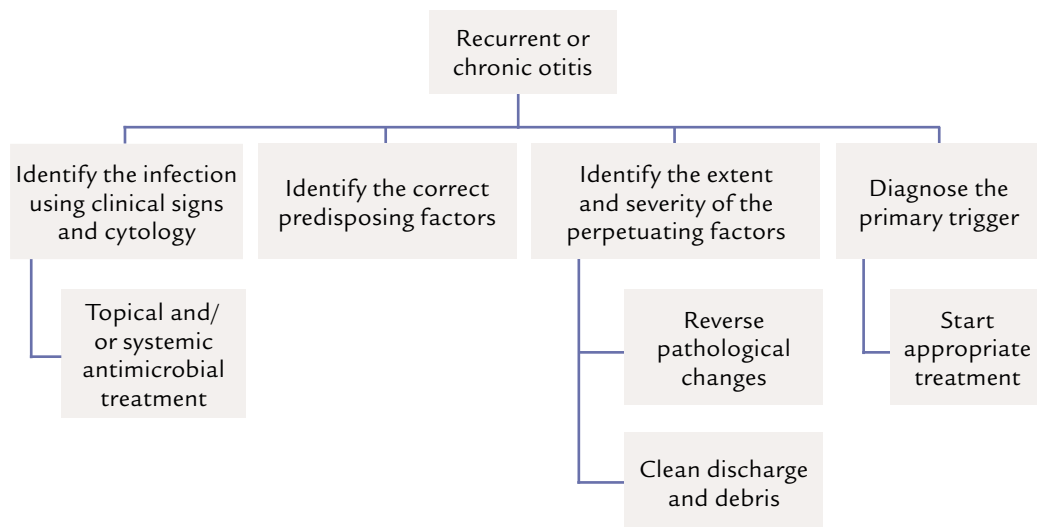 Recurrent or
chronic otitis
Identify the infection
using clinical signs
and cytology
Topical and/
or systemic
antimicrobial
treatment
Identify the correct
predisposing factors
Identify the extent
and severity of the
perpetuating factors
Reverse
pathological
changes
Clean discharge
and debris
Diagnose the
primary trigger
Start
appropriate
treatment